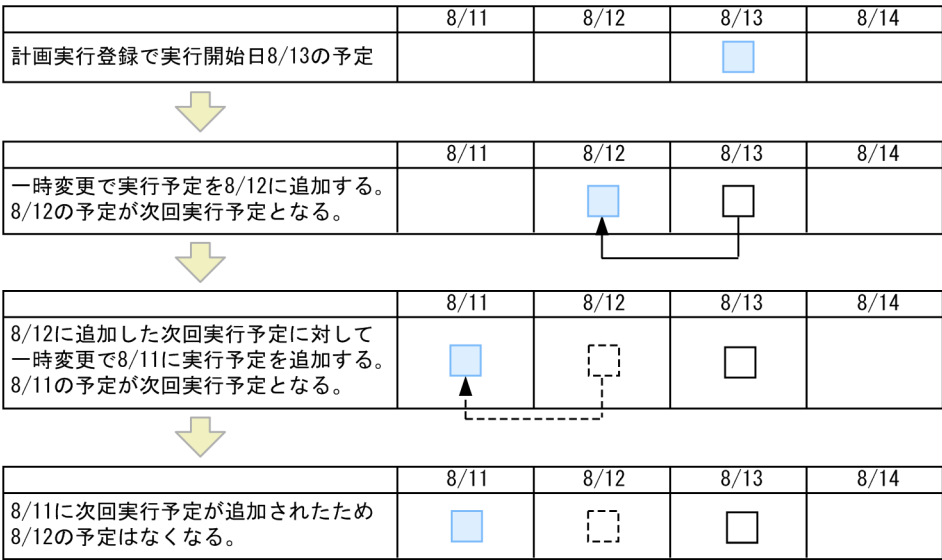 8/11 8/12 8/13 8/14
計画実行登録で実行開始日8/13の予定
8/11 8/12 8/13 8/14
一時変更で実行予定を8/12に追加する。
8/12の予定が次回実行予定となる。
8/11 8/12 8/13 8/14
8/12に追加した次回実行予定に対して
一時変更で8/11に実行予定を追加する。
8/11の予定が次回実行予定となる。
8/11 8/12 8/13 8/14
8/11に次回実行予定が追加されたため
8/12の予定はなくなる。